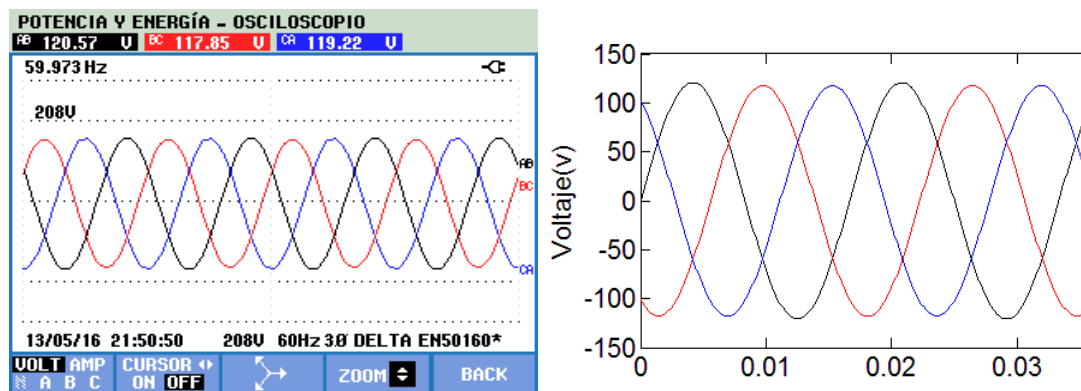 POTENCIA Y ENERGÍA - OSCILOSCOPIO
AB 120.57 V BC 117.85 V CA 119.22 V
59.973 Hz
208V
AB
BC
CA
13/05/16 21:50:50 208V 60Hz 3Ø DELTA EN50160*
VOLT AMP
A B C
CURSOR
ON OFF
ZOOM
BACK
Voltaje(v)
150
100
50
0
-50
-100
-150
0
0.01
0.02
0.03